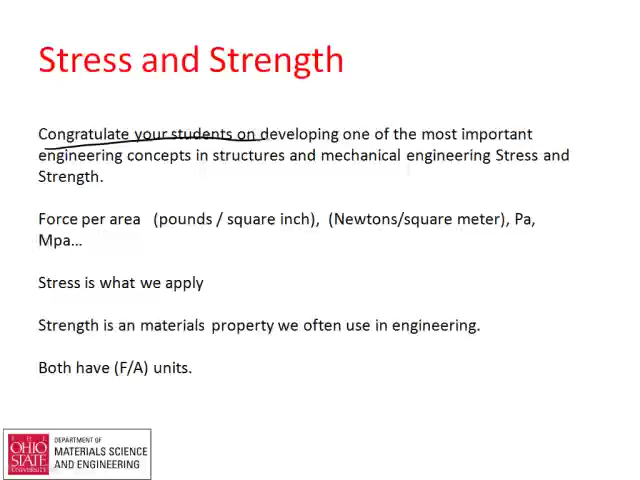 Stress and Strength
Congratulate your students on developing one of the most important
engineering concepts in structures and mechanical engineering Stress and
Strength.
Force per area (pounds / square inch), (Newtons/square meter), Pa,
Mpa...
Stress is what we apply
Strength is an materials property we often use in engineering.
Both have (F/A) units.
THE
OHIO
STATE
UNIVERSITY
DEPARTMENT OF
MATERIALS SCIENCE
AND ENGINEERING